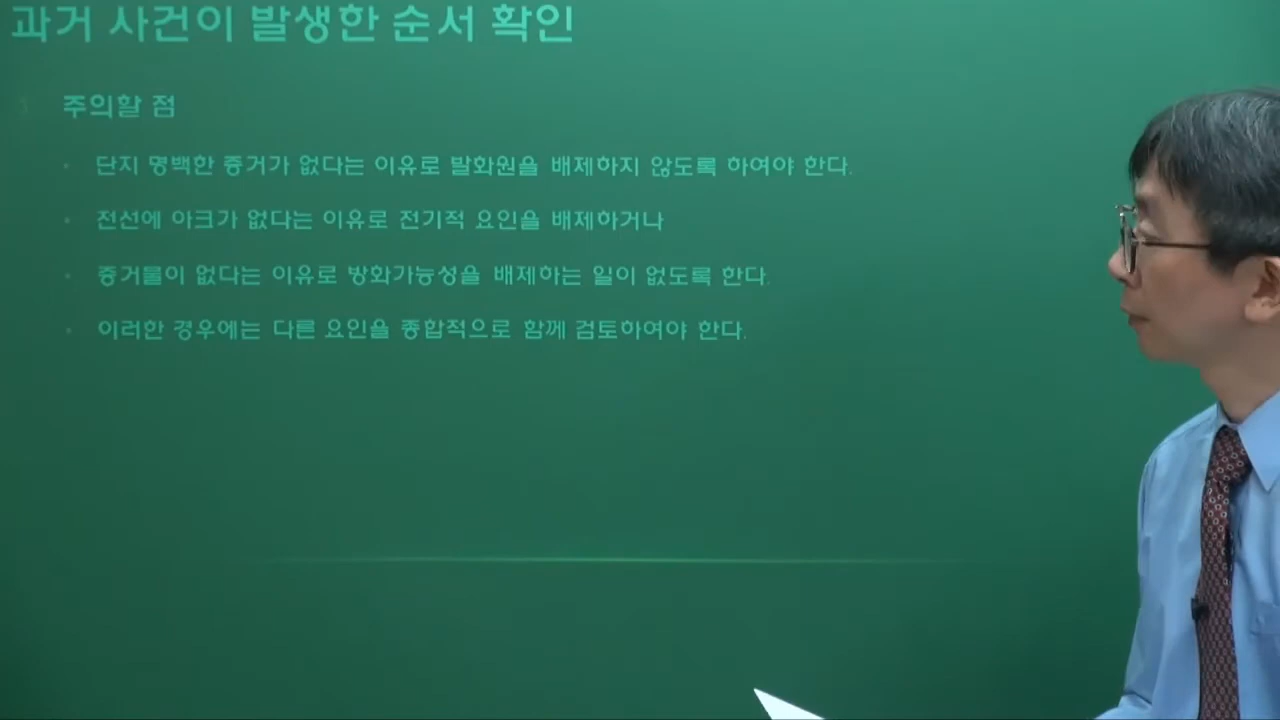 과거 사건이 발생한 순서 확인
주의할 점
• 단지 명백한 증거가 없다는 이유로 발화원을 배제하지 않도록 하여야 한다.
• 전선에 아크가 없다는 이유로 전기적 요인을 배제하거나
• 증거물이 없다는 이유로 방화가능성을 배제하는 일이 없도록 한다.
• 이러한 경우에는 다른 요인을 종합적으로 함께 검토하여야 한다.